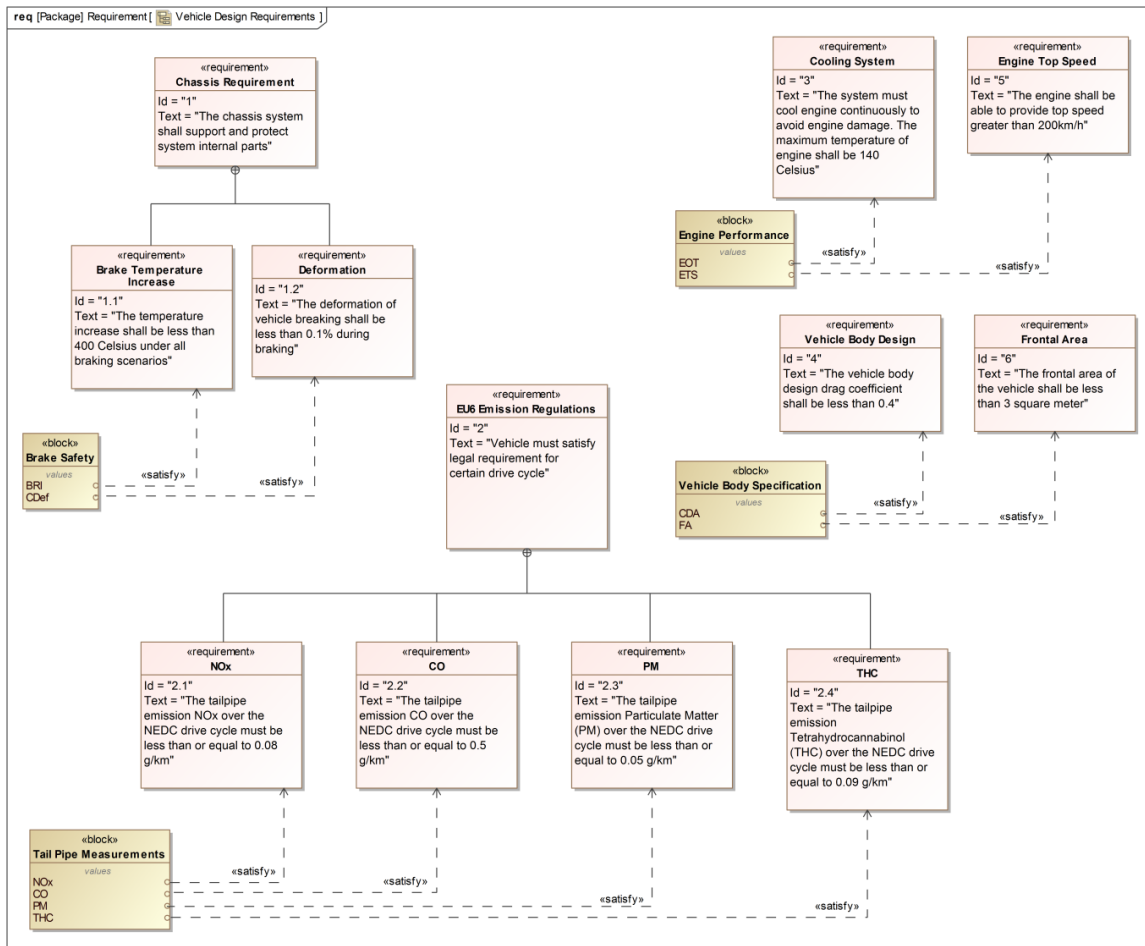 req [Package] Requirement [ Vehicle Design Requirements ]
«requirement»
Chassis Requirement
Id = "1"
Text = "The chassis system
shall support and protect
system internal parts"
«requirement»
Cooling System
Id = "3"
Text = "The system must
cool engine continuously to
avoid engine damage. The
maximum temperature of
engine shall be 140
Celsius"
«requirement»
Engine Top Speed
Id = "5"
Text = "The engine shall be
able to provide top speed
greater than 200km/h"
«block»
Engine Performance
values
EOT
ETS
«satisfy»
«satisfy»
«requirement»
Brake Temperature
Increase
Id = "1.1"
Text = "The temperature
increase shall be less than
400 Celsius under all
braking scenarios"
«requirement»
Deformation
Id = "1.2"
Text = "The deformation of
vehicle breaking shall be
less than 0.1% during
braking"
«block»
Brake Safety
values
BRI
CDef
«satisfy»
«satisfy»
«requirement»
Vehicle Body Design
Id = "4"
Text = "The vehicle body
design drag coefficient
shall be less than 0.4"
«requirement»
Frontal Area
Id = "6"
Text = "The frontal area of
the vehicle shall be less
than 3 square meter"
«block»
Vehicle Body Specification
values
CDA
FA
«satisfy»
«satisfy»
«requirement»
EU6 Emission Regulations
Id = "2"
Text = "Vehicle must satisfy
legal requirement for
certain drive cycle"
«requirement»
NOx
Id = "2.1"
Text = "The tailpipe
emission NOx over the
NEDC drive cycle must be
less than or equal to 0.08
g/km"
«requirement»
CO
Id = "2.2"
Text = "The tailpipe
emission CO over the
NEDC drive cycle must be
less than or equal to 0.5
g/km"
«requirement»
PM
Id = "2.3"
Text = "The tailpipe
emission Particulate Matter
(PM) over the NEDC drive
cycle must be less than or
equal to 0.05 g/km"
«requirement»
THC
Id = "2.4"
Text = "The tailpipe
emission
Tetrahydrocannabinol
(THC) over the NEDC drive
cycle must be less than or
equal to 0.09 g/km"
«block»
Tail Pipe Measurements
values
NOx
CO
PM
THC
«satisfy»
«satisfy»
«satisfy»
«satisfy»